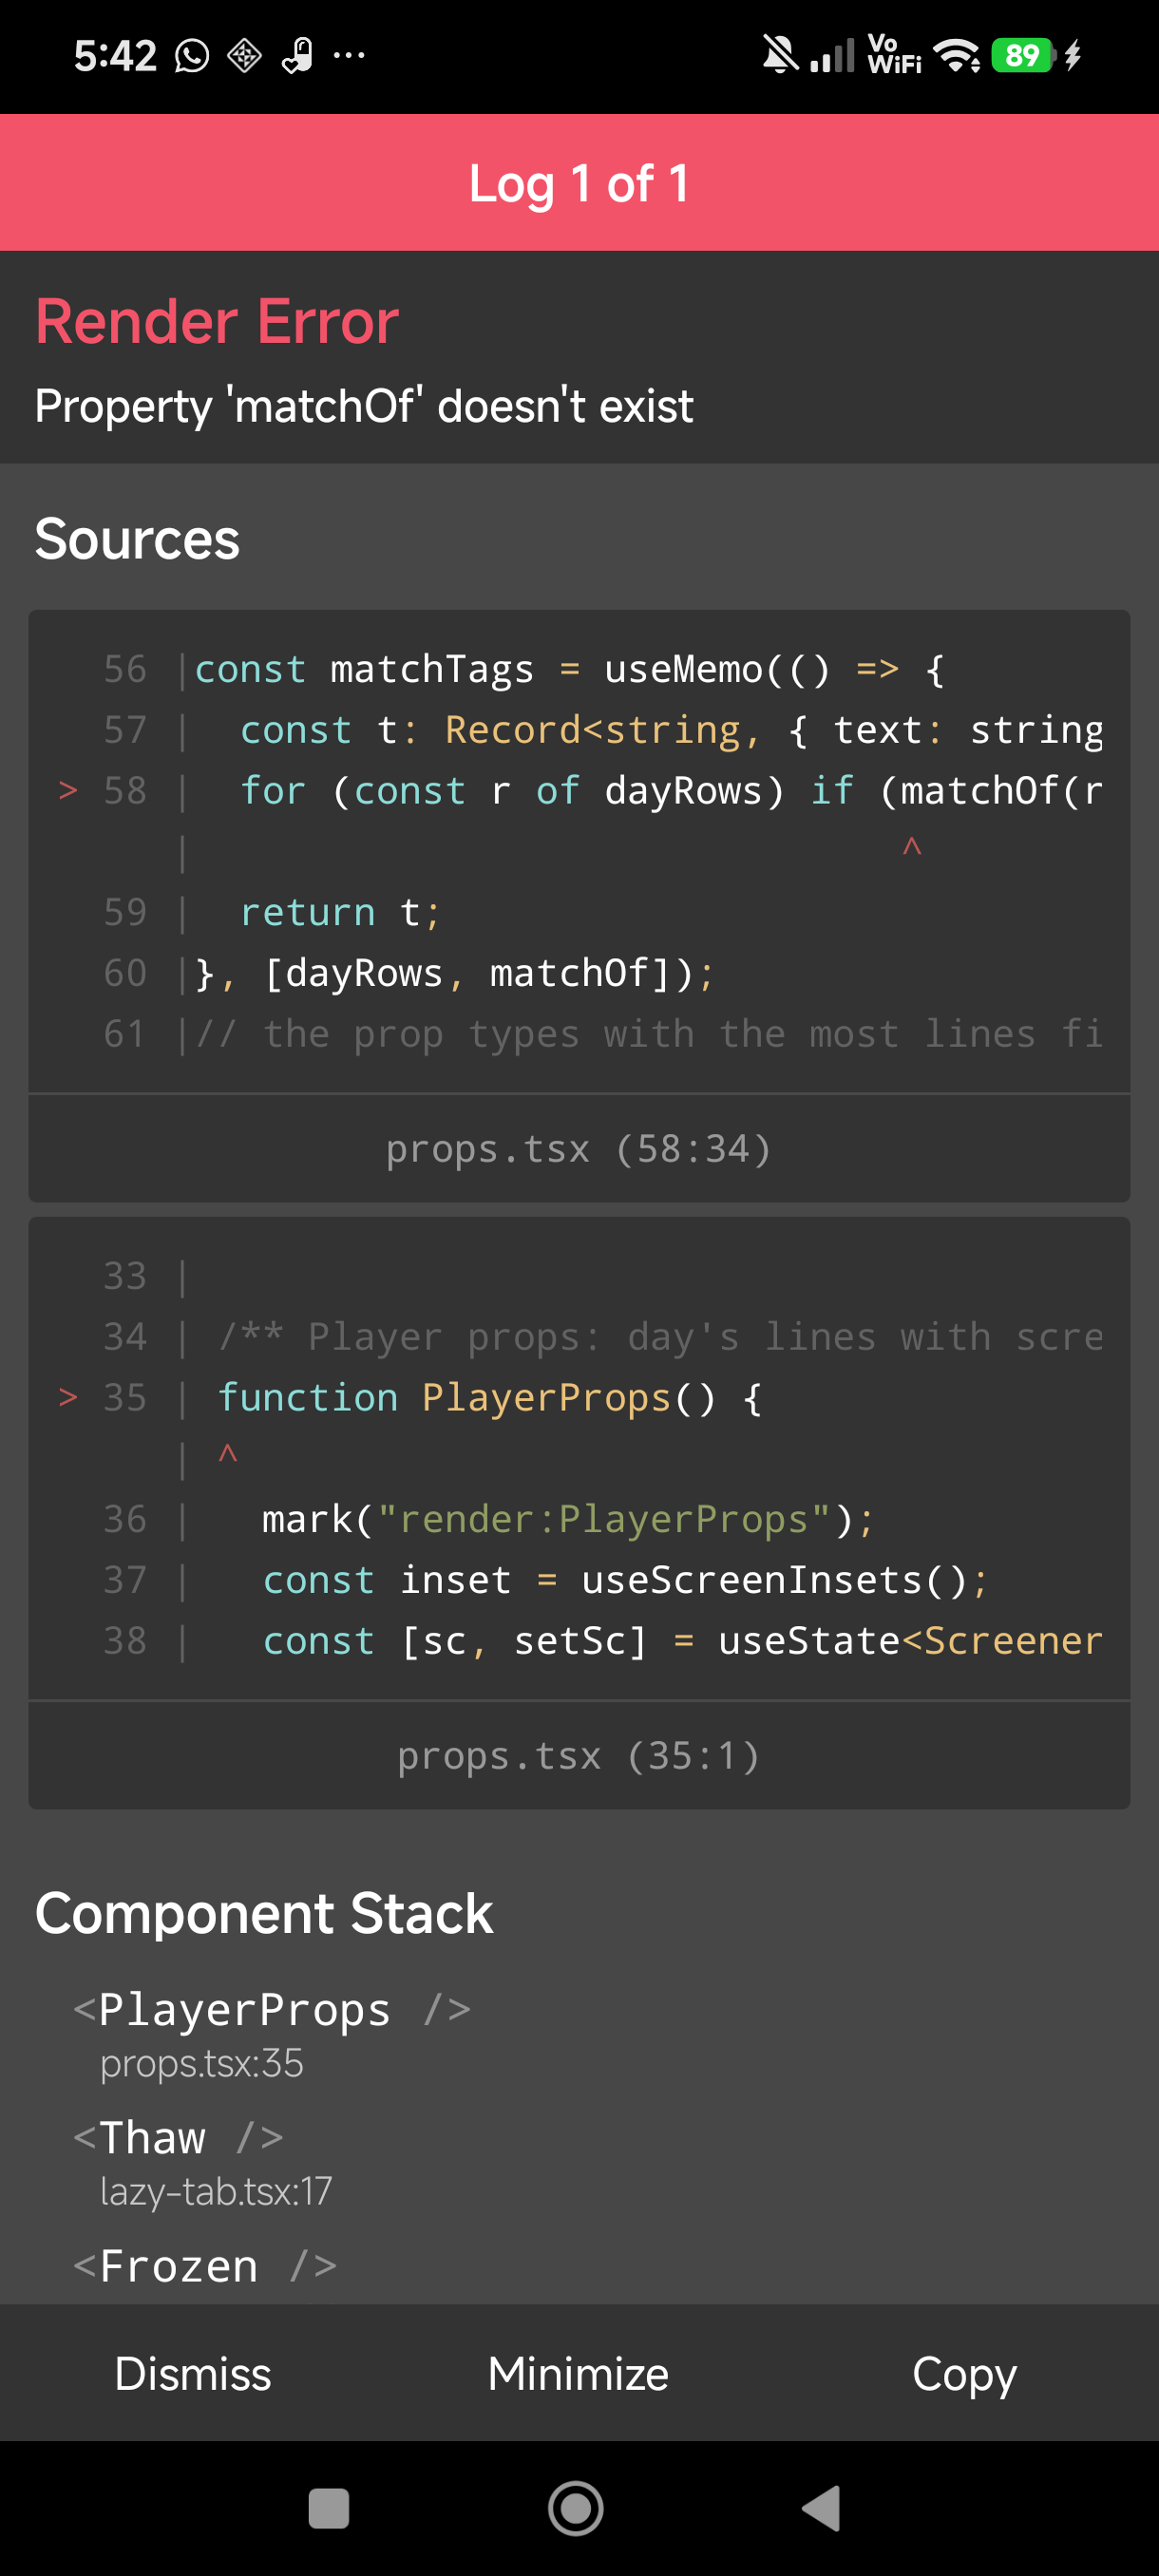 5:42
Vo
WiFi
89
Log 1 of 1
Render Error
Property 'matchOf' doesn't exist
Sources
56 |const matchTags = useMemo(() => {
57 |  const t: Record<string, { text: string
> 58 |  for (const r of dayRows) if (matchOf(r
| ^
59 |  return t;
60 |}, [dayRows, matchOf]);
61 |// the prop types with the most lines fi
props.tsx (58:34)
33 |
34 | /** Player props: day's lines with scre
> 35 | function PlayerProps() {
| ^
36 |   mark("render:PlayerProps");
37 |   const inset = useScreenInsets();
38 |   const [sc, setSc] = useState<Screener
props.tsx (35:1)
Component Stack
<PlayerProps />
props.tsx:35
<Thaw />
lazy-tab.tsx:17
<Frozen />
Dismiss
Minimize
Copy